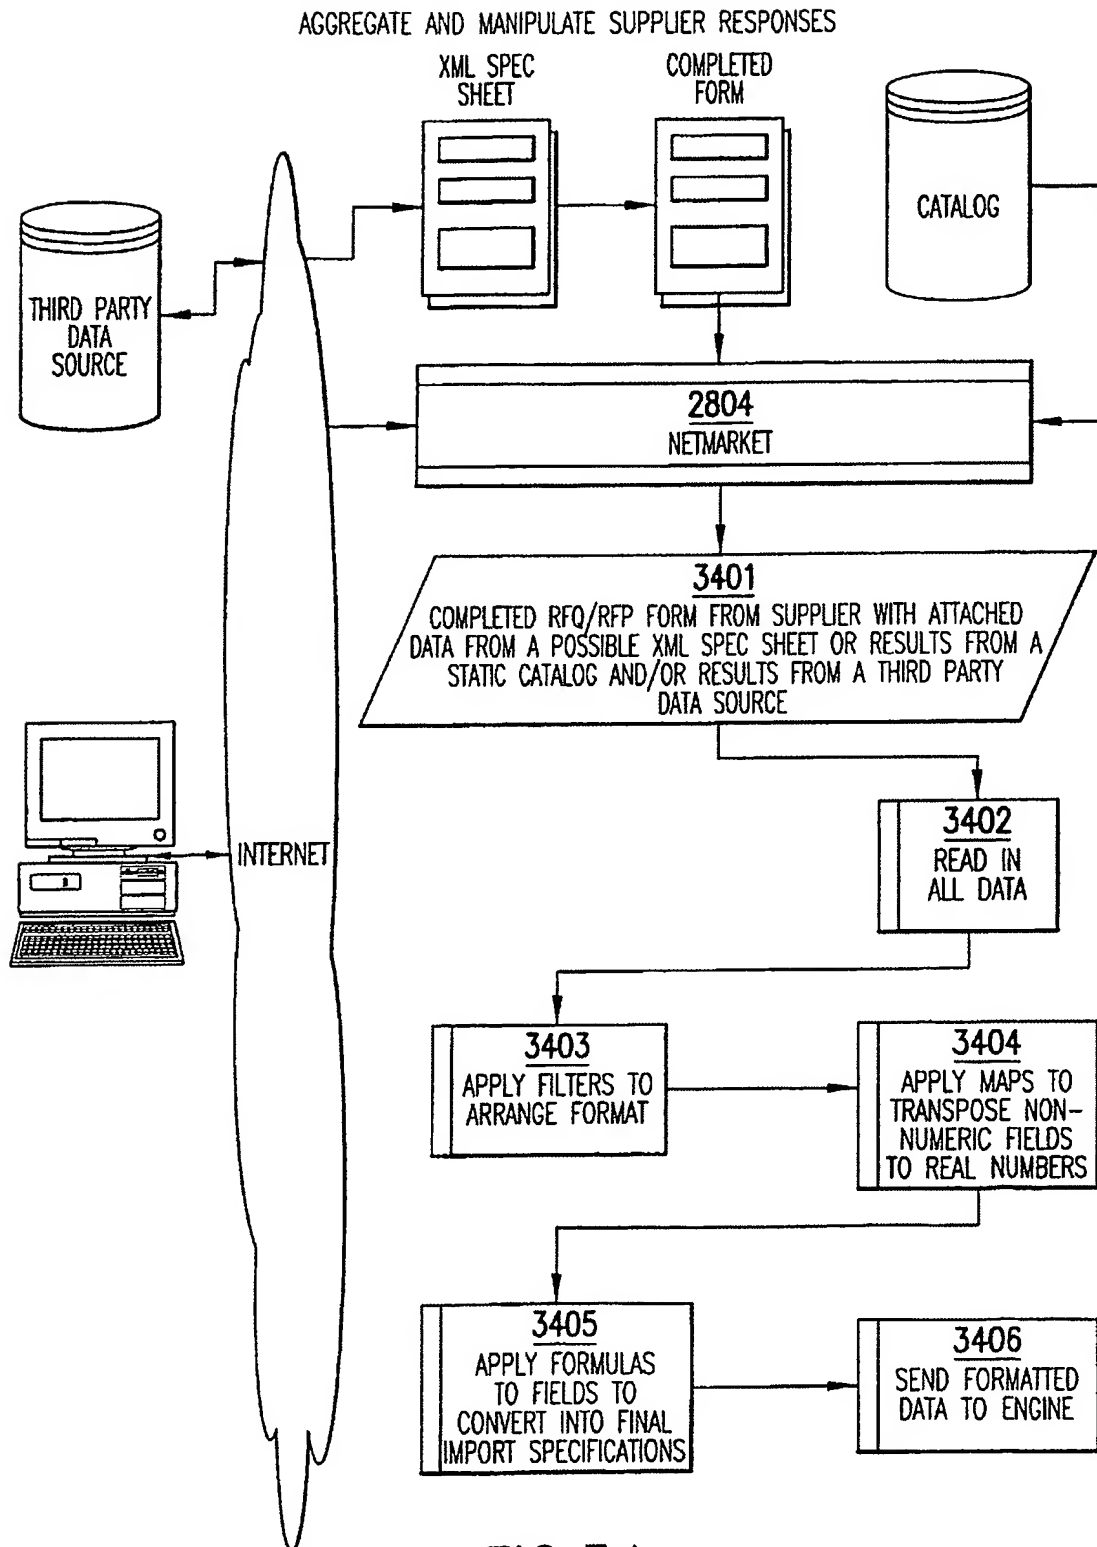 AGGREGATE AND MANIPULATE SUPPLIER RESPONSES
XML SPEC
SHEET
COMPLETED
FORM
CATALOG
THIRD PARTY
DATA
SOURCE
2804
NETMARKET
3401
COMPLETED RFQ/RFP FORM FROM SUPPLIER WITH ATTACHED
DATA FROM A POSSIBLE XML SPEC SHEET OR RESULTS FROM A
STATIC CATALOG AND/OR RESULTS FROM A THIRD PARTY
DATA SOURCE
INTERNET
3402
READ IN
ALL DATA
3403
APPLY FILTERS TO
ARRANGE FORMAT
3404
APPLY MAPS TO
TRANSPOSE NON-
NUMERIC FIELDS
TO REAL NUMBERS
3405
APPLY FORMULAS
TO FIELDS TO
CONVERT INTO FINAL
IMPORT SPECIFICATIONS
3406
SEND FORMATTED
DATA TO ENGINE